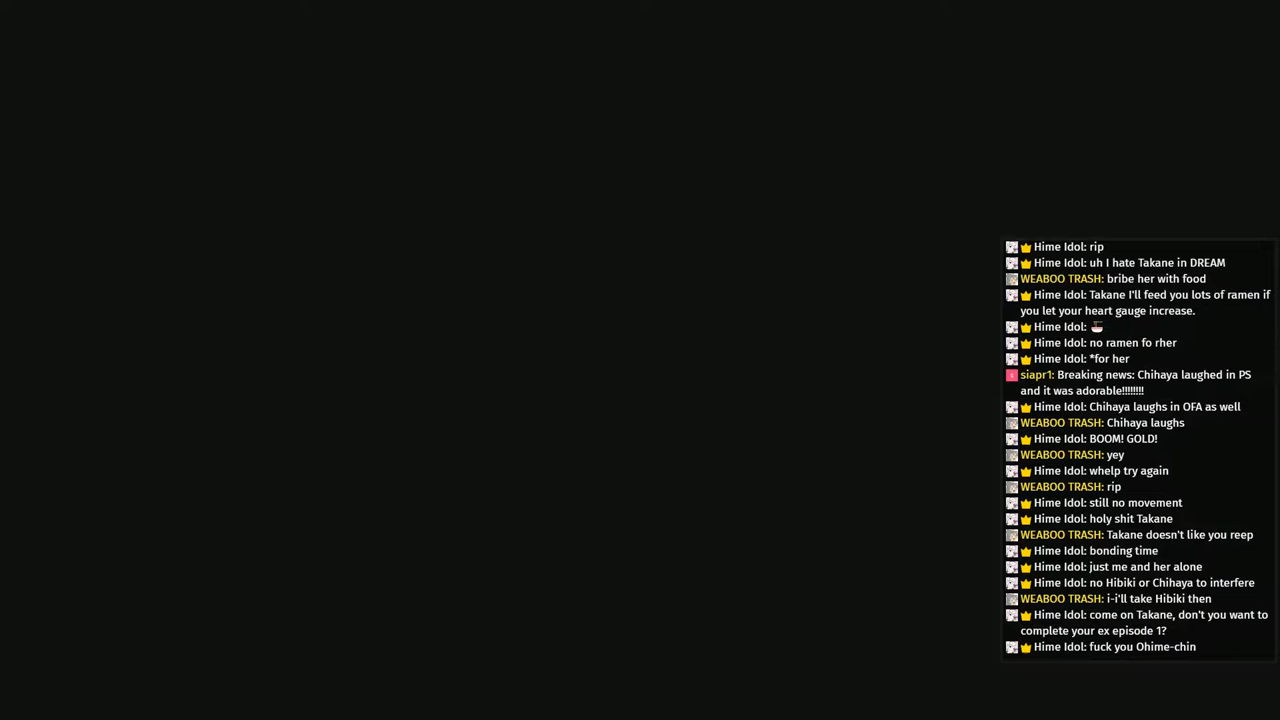 Hime Idol: rip
Hime Idol: uh I hate Takane in DREAM
WEABOO TRASH: bribe her with food
Hime Idol: Takane I'll feed you lots of ramen if
you let your heart gauge increase.
Hime Idol: 🍜
Hime Idol: no ramen fo rher
Hime Idol: *for her
siapr1: Breaking news: Chihaya laughed in PS
and it was adorable!!!!!!!!
Hime Idol: Chihaya laughs in OFA as well
WEABOO TRASH: Chihaya laughs
Hime Idol: BOOM! GOLD!
WEABOO TRASH: yey
Hime Idol: whelp try again
WEABOO TRASH: rip
Hime Idol: still no movement
Hime Idol: holy shit Takane
WEABOO TRASH: Takane doesn't like you reep
Hime Idol: bonding time
Hime Idol: just me and her alone
Hime Idol: no Hibiki or Chihaya to interfere
WEABOO TRASH: i-i'll take Hibiki then
Hime Idol: come on Takane, don't you want to
complete your ex episode 1?
Hime Idol: fuck you Ohime-chin